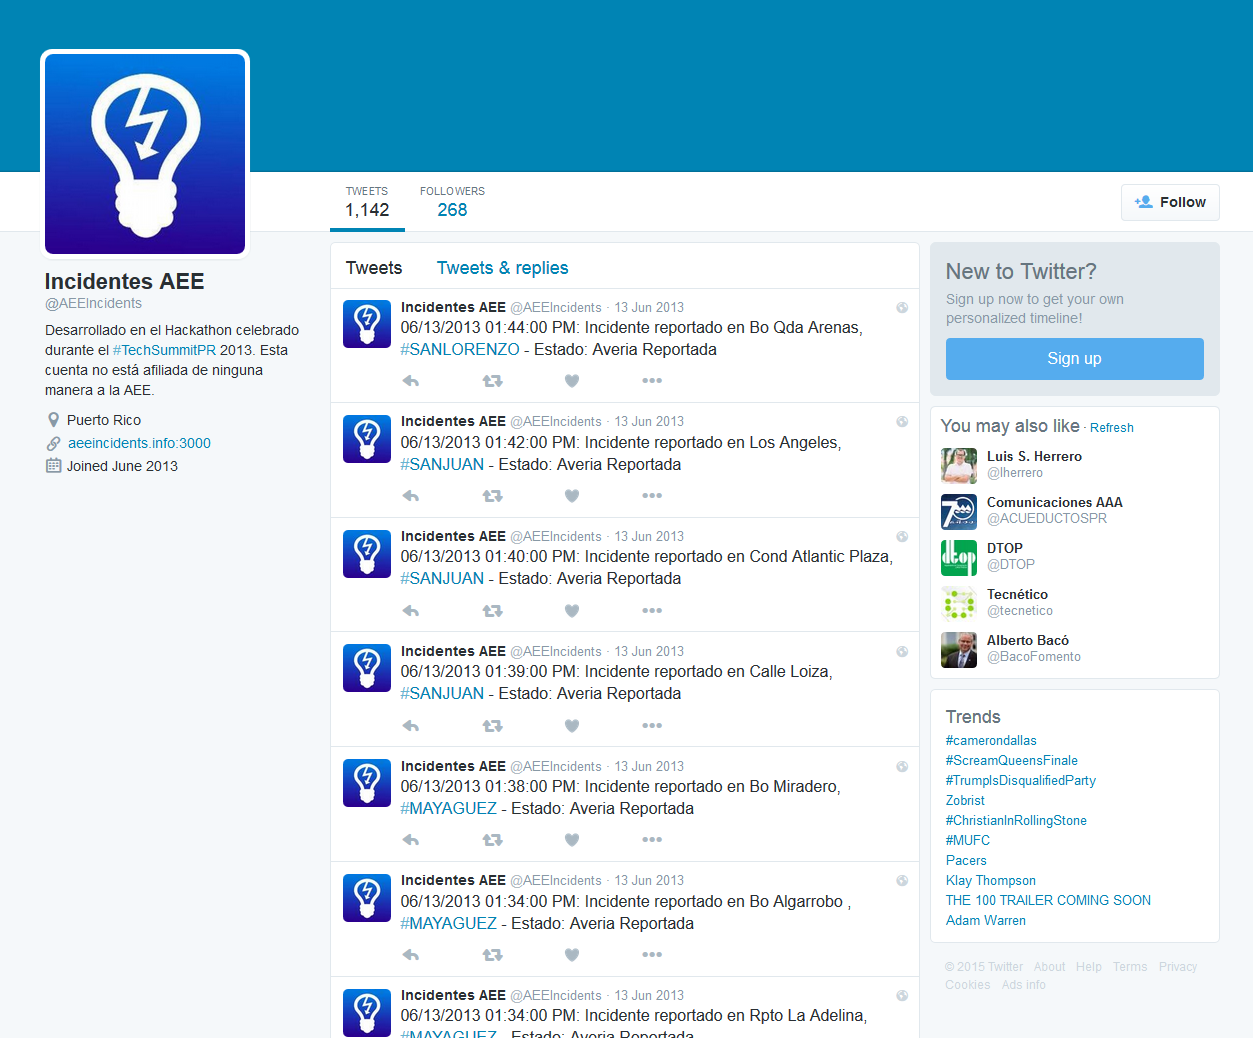 TWEETS
1,142
FOLLOWERS
268
Follow
Incidentes AEE
@AEEIncidents
Desarrollado en el Hackathon celebrado
durante el #TechSummitPR 2013. Esta
cuenta no está afiliada de ninguna
manera a la AEE.
Puerto Rico
aeeincidents.info:3000
Joined June 2013
Tweets Tweets & replies
Incidentes AEE @AEEIncidents · 13 Jun 2013
06/13/2013 01:44:00 PM: Incidente reportado en Bo Qda Arenas,
#SANLORENZO - Estado: Averia Reportada
Incidentes AEE @AEEIncidents · 13 Jun 2013
06/13/2013 01:42:00 PM: Incidente reportado en Los Angeles,
#SANJUAN - Estado: Averia Reportada
Incidentes AEE @AEEIncidents · 13 Jun 2013
06/13/2013 01:40:00 PM: Incidente reportado en Cond Atlantic Plaza,
#SANJUAN - Estado: Averia Reportada
Incidentes AEE @AEEIncidents · 13 Jun 2013
06/13/2013 01:39:00 PM: Incidente reportado en Calle Loiza,
#SANJUAN - Estado: Averia Reportada
Incidentes AEE @AEEIncidents · 13 Jun 2013
06/13/2013 01:38:00 PM: Incidente reportado en Bo Miradero,
#MAYAGUEZ - Estado: Averia Reportada
Incidentes AEE @AEEIncidents · 13 Jun 2013
06/13/2013 01:34:00 PM: Incidente reportado en Bo Algarrobo ,
#MAYAGUEZ - Estado: Averia Reportada
Incidentes AEE @AEEIncidents · 13 Jun 2013
06/13/2013 01:34:00 PM: Incidente reportado en Rpto La Adelina,
#MAYAGUEZ - Estado: Averia Reportada
New to Twitter?
Sign up now to get your own
personalized timeline!
Sign up
You may also like · Refresh
Luis S. Herrero
@lherrero
Comunicaciones AAA
@ACUEDUCTOSPR
dtop
DTOP
@DTOP
Tecnético
@tecnetico
Alberto Bacó
@BacoFomento
Trends
#camerondallas
#ScreamQueensFinale
#TrumpIsDisqualifiedParty
Zobrist
#ChristianInRollingStone
#MUFC
Pacers
Klay Thompson
THE 100 TRAILER COMING SOON
Adam Warren
© 2015 Twitter About Help Terms Privacy
Cookies Ads info